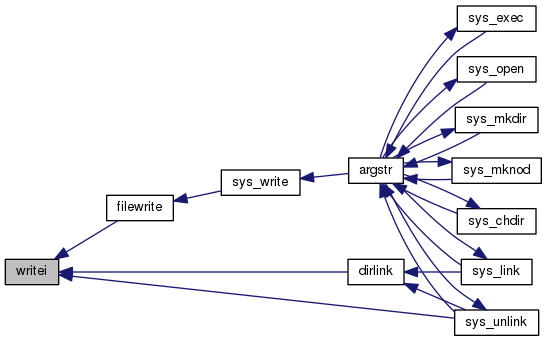 sys_exec
sys_open
sys_mkdir
argstr
sys_mknod
sys_write
filewrite
sys_chdir
writei
dirlink
sys_link
sys_unlink